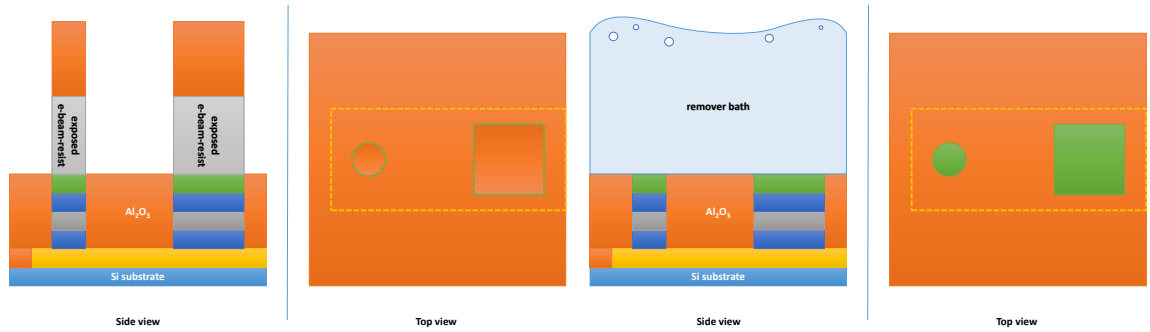 exposed
e-beam-resist
exposed
e-beam-resist
Al₂O₃
Si substrate
Side view
Top view
remover bath
Al₂O₃
Si substrate
Side view
Top view